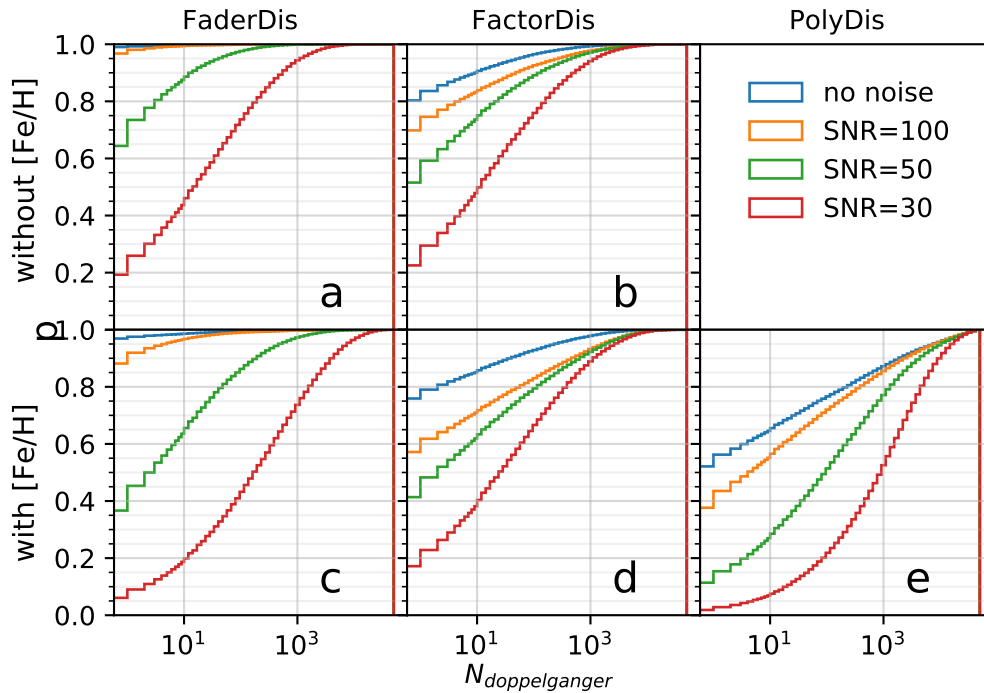 FaderDis FactorDis PolyDis
1.0
0.8
0.6
0.4
0.2
without [Fe/H]
a
b
no noise
SNR=100
SNR=50
SNR=30
p
1.0
0.8
0.6
0.4
0.2
0.0
with [Fe/H]
c
d
e
10^1 10^3 10^1 10^3 10^1 10^3
N_doppelganger